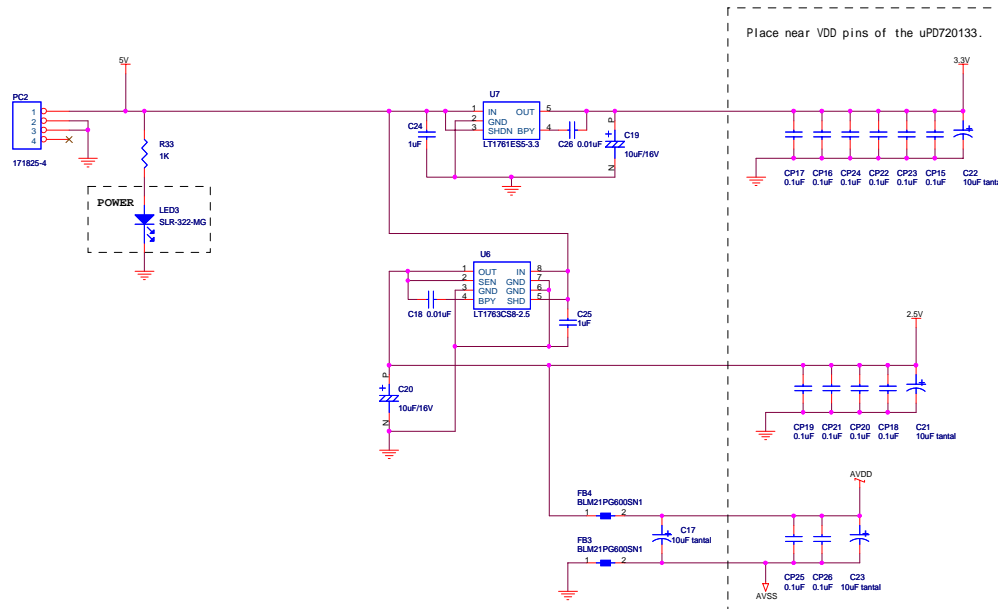 Place near VDD pins of the uPD720133.
5V
3.3V
PC2
1
2
3
4
171825-4
R33
1K
POWER
LED3
SLR-322-MG
C24
1uF
U7
1 IN OUT 5
2 GND
3 SHDN BPY 4
LT1761ES5-3.3
C26 0.01uF
P
C19
10uF/16V
N
CP17 CP16 CP24 CP22 CP23 CP15 C22
0.1uF 0.1uF 0.1uF 0.1uF 0.1uF 0.1uF 10uF tanta
U6
1 OUT IN 8
2 SEN GND 7
3 GND GND 6
4 BPY SHD 5
LT1763CS8-2.5
C18 0.01uF
C25
1uF
2.5V
P
C20
10uF/16V
N
CP19 CP21 CP20 CP18 C21
0.1uF 0.1uF 0.1uF 0.1uF 10uF tantal
AVDD
FB4
BLM21PG600SN1
1 2
C17
10uF tantal
FB3
BLM21PG600SN1
1 2
CP25 CP26 C23
0.1uF 0.1uF 10uF tantal
AVSS